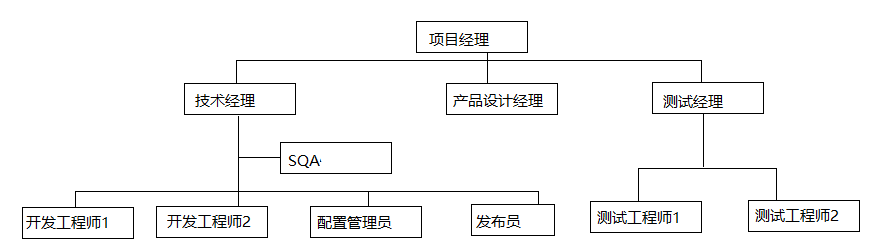 项目经理
技术经理
产品设计经理
测试经理
SQA
开发工程师1
开发工程师2
配置管理员
发布员
测试工程师1
测试工程师2